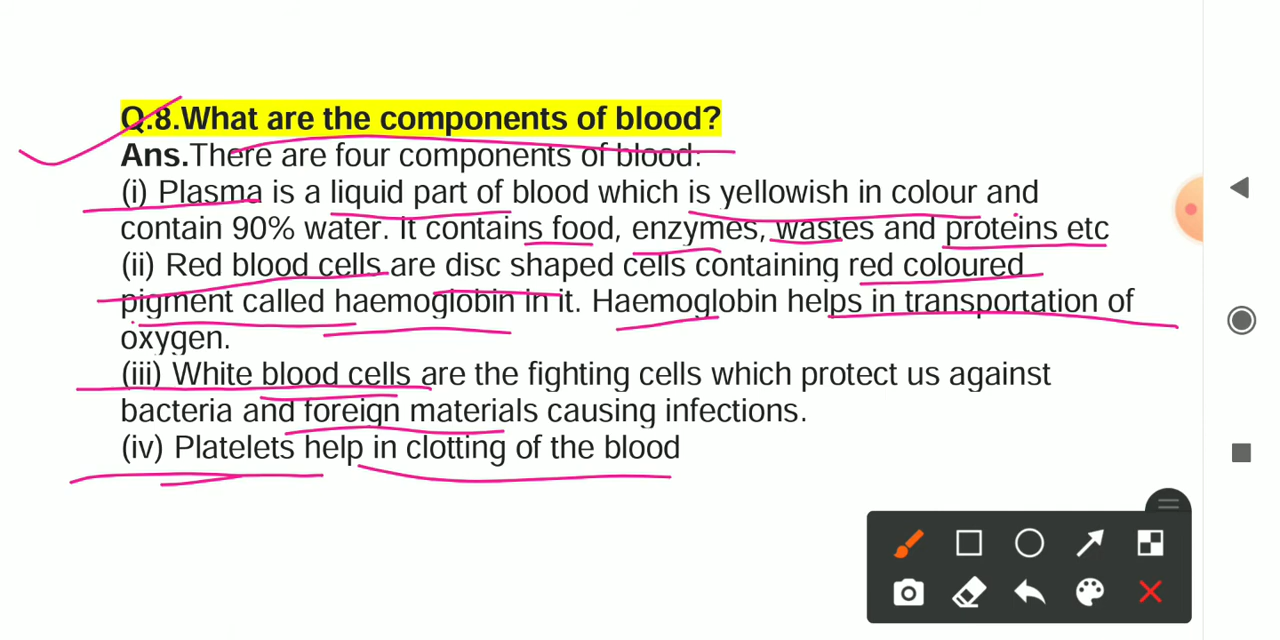 Q.8.What are the components of blood?
Ans.There are four components of blood:
(i) Plasma is a liquid part of blood which is yellowish in colour and
contain 90% water. It contains food, enzymes, wastes and proteins etc
(ii) Red blood cells are disc shaped cells containing red coloured
pigment called haemoglobin in it. Haemoglobin helps in transportation of
oxygen.
(iii) White blood cells are the fighting cells which protect us against
bacteria and foreign materials causing infections.
(iv) Platelets help in clotting of the blood